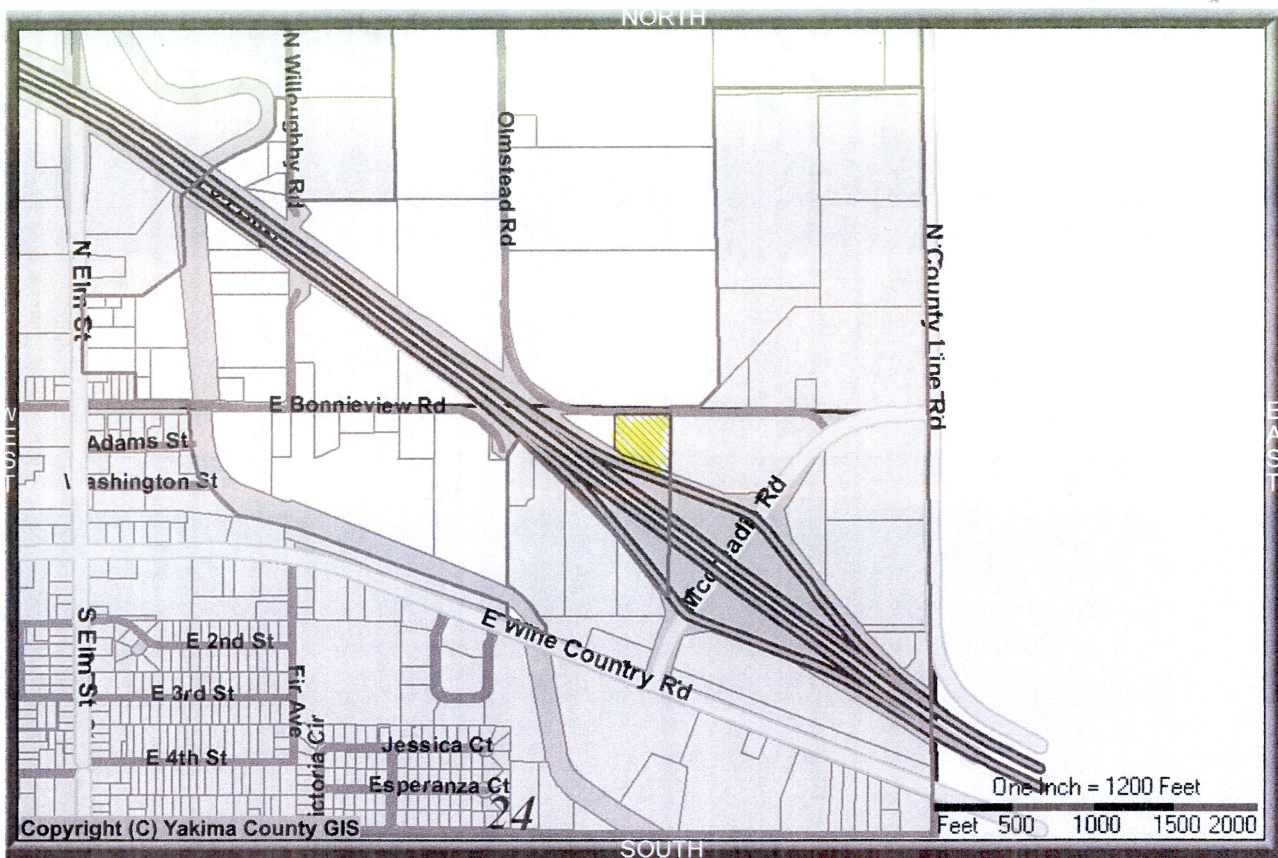 NORTH
N Willoughby Rd
Olmstead Rd
N Elm St
N County Line Rd
E Bonnieview Rd
WEST
EAST
Adams St
Washington St
Rd
E Wine Country Rd
S Elm St
E 2nd St
E 3rd St
Fir Ave
E 4th St
Jessica Ct
Esperanza Ct
24
One Inch = 1200 Feet
Feet 500 1000 1500 2000
Copyright (C) Yakima County GIS
SOUTH